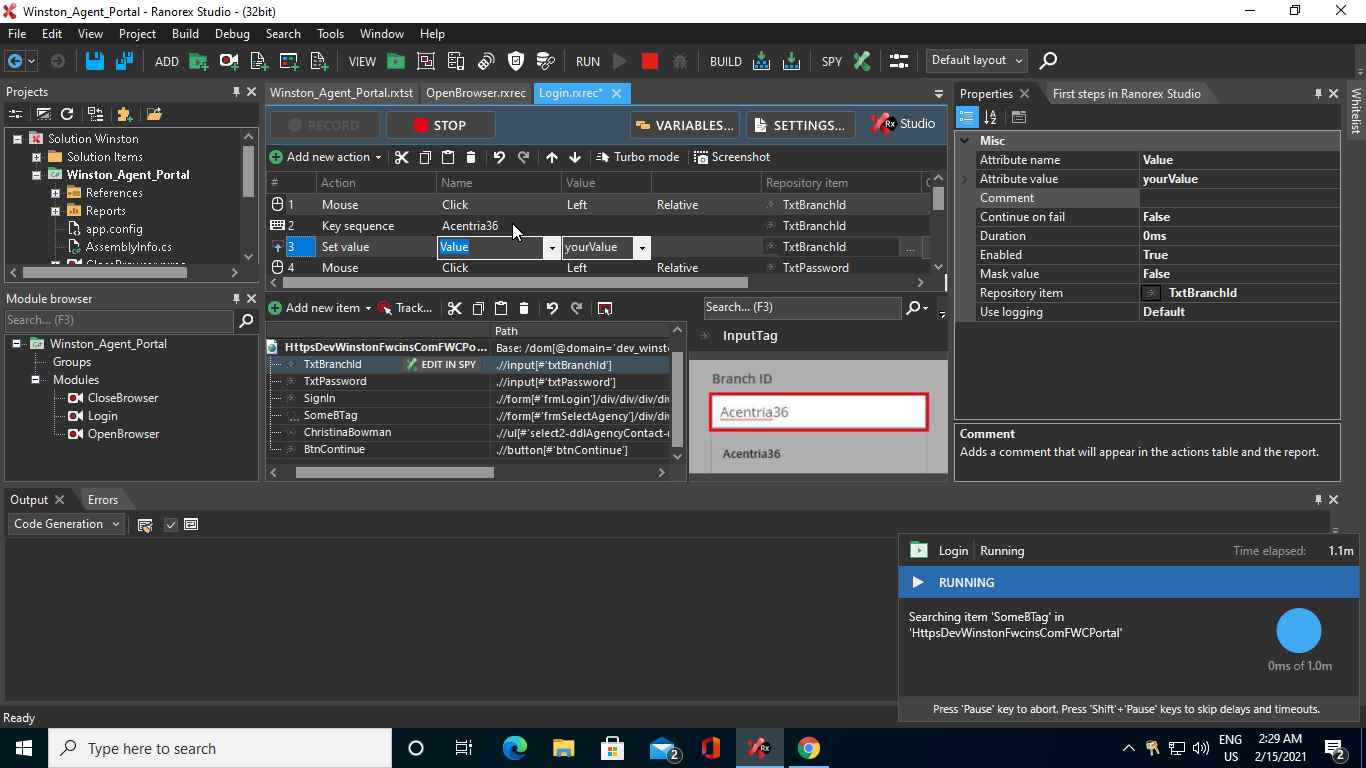 Winston_Agent_Portal - Ranorex Studio - (32bit)
File Edit View Project Build Debug Search Tools Window Help
ADD VIEW RUN BUILD SPY Default layout
Projects
Solution Winston
Solution Items
Winston_Agent_Portal
References
Reports
app.config
AssemblyInfo.cs
Module browser
Search... (F3)
Winston_Agent_Portal
Groups
Modules
CloseBrowser
Login
OpenBrowser
Winston_Agent_Portal.rxtst OpenBrowser.rxrec Login.rxrec*
RECORD STOP VARIABLES... SETTINGS... Rx Studio
Add new action Turbo mode Screenshot
# Action Name Value Repository item
1 Mouse Click Left Relative TxtBranchId
2 Key sequence Acentria36 TxtBranchId
3 Set value Value yourValue TxtBranchId ...
4 Mouse Click Left Relative TxtPassword
Add new item Track...
Path
HttpsDevWinstonFwcinsComFWCPo... Base: /dom[@domain='dev_winst
TxtBranchId EDIT IN SPY .//input[#'txtBranchId']
TxtPassword .//input[#'txtPassword']
SignIn .//form[#'frmLogin']/div/div/div/di
SomeBTag .//form[#'frmSelectAgency']/div/di
ChristinaBowman .//ul[#'select2-ddlAgencyContact-
BtnContinue .//button[#'btnContinue']
Search... (F3)
InputTag
Branch ID
Acentria36
Acentria36
Properties First steps in Ranorex Studio
Misc
Attribute name Value
Attribute value yourValue
Comment
Continue on fail False
Duration 0ms
Enabled True
Mask value False
Repository item TxtBranchId
Use logging Default
Comment
Adds a comment that will appear in the actions table and the report.
Whitelist
Output Errors
Code Generation
Login Running Time elapsed: 1.1m
RUNNING
Searching item 'SomeBTag' in
'HttpsDevWinstonFwcinsComFWCPortal'
0ms of 1.0m
Press 'Pause' key to abort. Press 'Shift'+'Pause' keys to skip delays and timeouts.
Ready
Type here to search
2
Rx
ENG
US
2:29 AM
2/15/2021
2